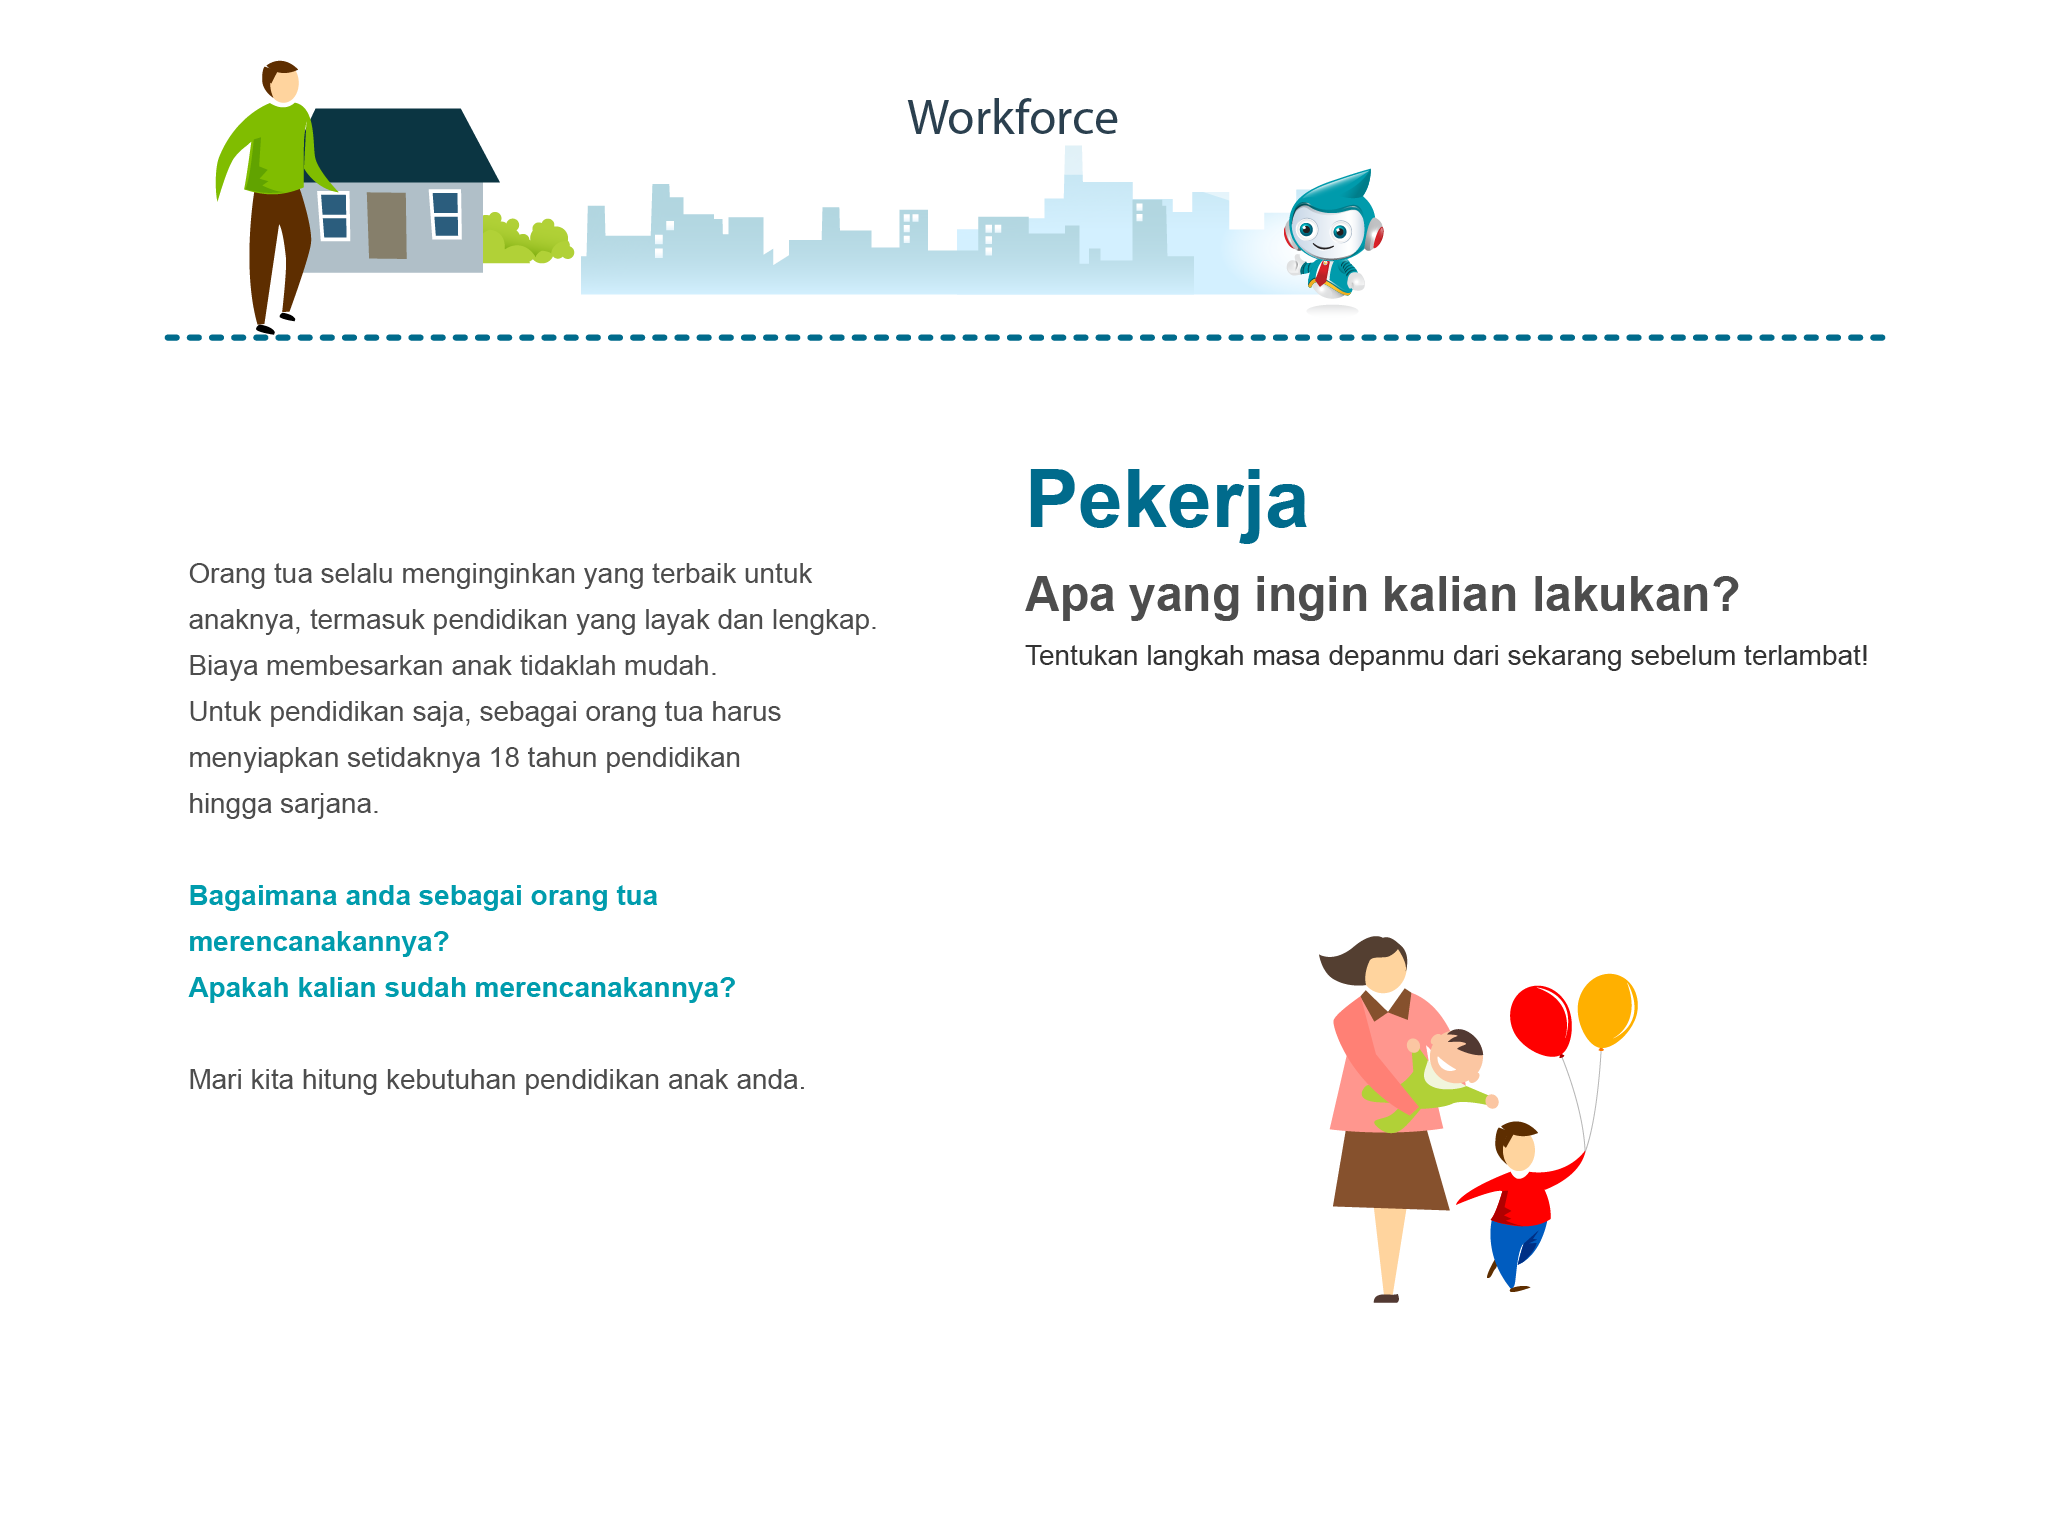 Workforce
Orang tua selalu menginginkan yang terbaik untuk
anaknya, termasuk pendidikan yang layak dan lengkap.
Biaya membesarkan anak tidaklah mudah.
Untuk pendidikan saja, sebagai orang tua harus
menyiapkan setidaknya 18 tahun pendidikan
hingga sarjana.
Bagaimana anda sebagai orang tua
merencanakannya?
Apakah kalian sudah merencanakannya?
Mari kita hitung kebutuhan pendidikan anak anda.
Pekerja
Apa yang ingin kalian lakukan?
Tentukan langkah masa depanmu dari sekarang sebelum terlambat!